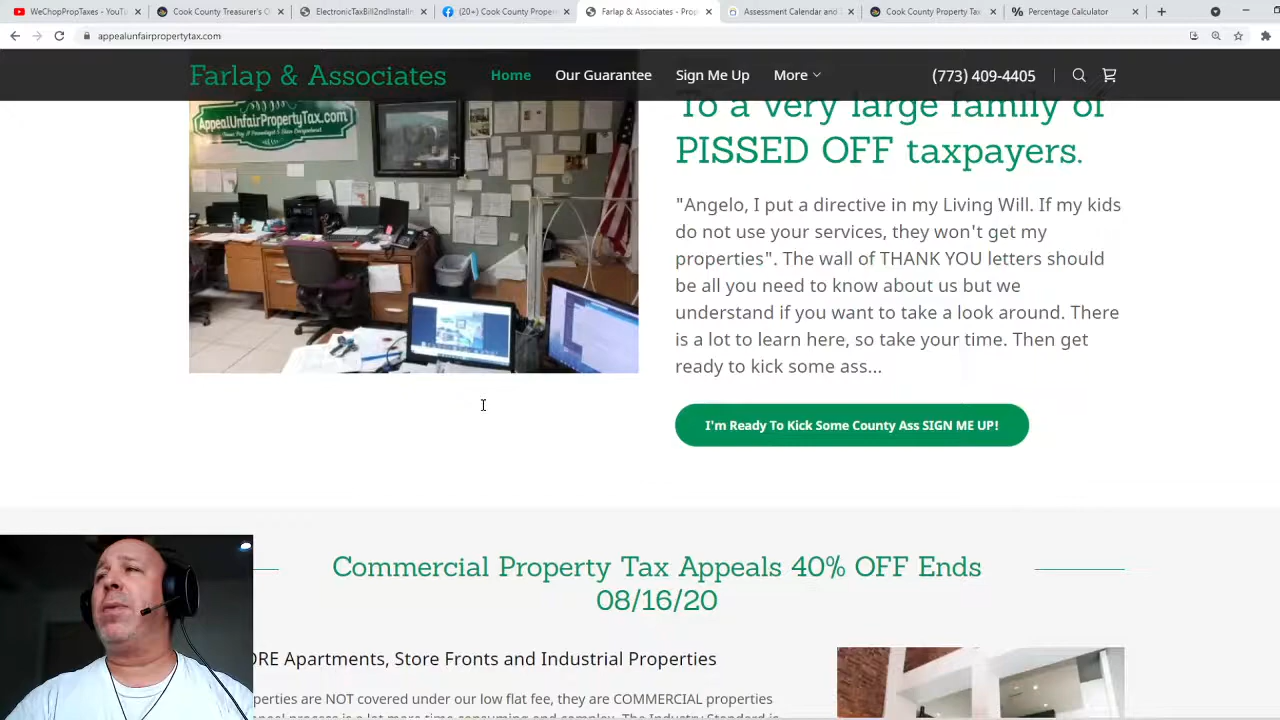 WeChopPropTaxes - YouTu
Cook County Treasurer's O
ElectronicTaxBill2ndInstallm
(20+) Cook County Proper
Farlap & Associates - Prop
Assessment Calendar and
Cook County Property Tax
Percentage Calculator
appealunfairpropertytax.com
Farlap & Associates
Home
Our Guarantee
Sign Me Up
More
(773) 409-4405
AppealUnfairPropertyTax.com
To a very large family of
PISSED OFF taxpayers.
"Angelo, I put a directive in my Living Will. If my kids
do not use your services, they won't get my
properties". The wall of THANK YOU letters should
be all you need to know about us but we
understand if you want to take a look around. There
is a lot to learn here, so take your time. Then get
ready to kick some ass...
I'm Ready To Kick Some County Ass SIGN ME UP!
Commercial Property Tax Appeals 40% OFF Ends
08/16/20
ORE Apartments, Store Fronts and Industrial Properties
perties are NOT covered under our low flat fee, they are COMMERCIAL properties